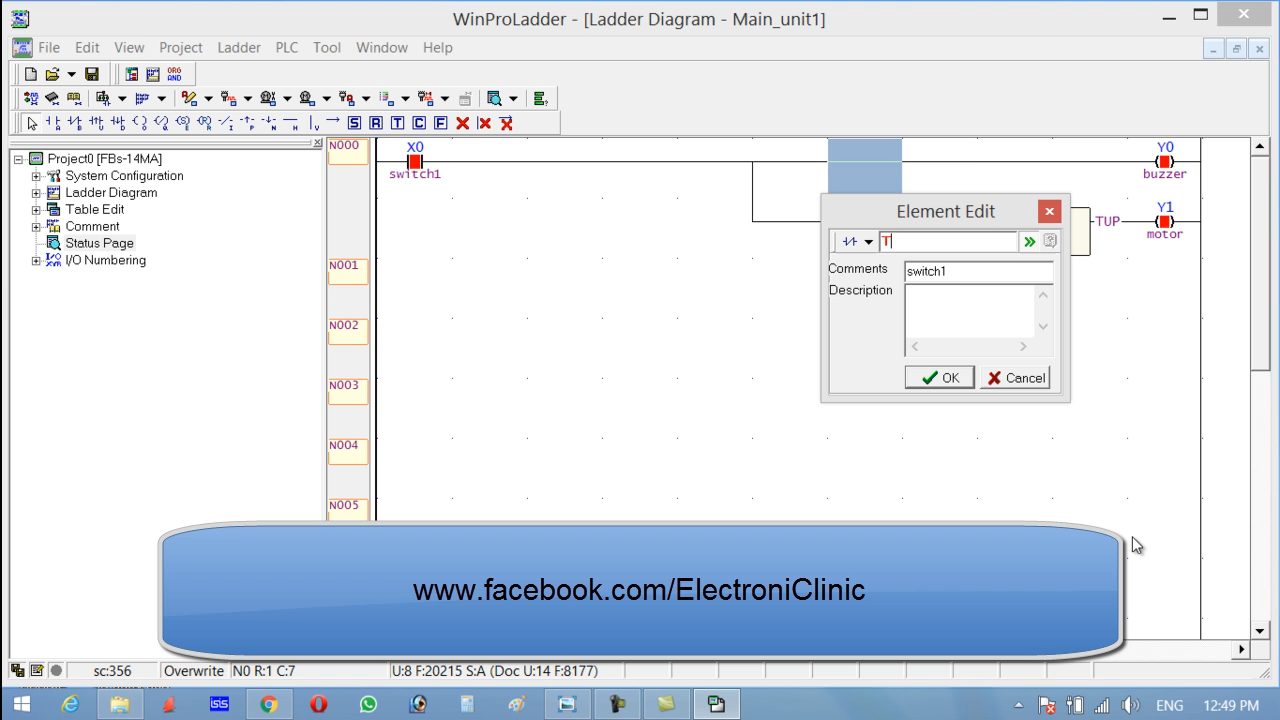 WinProLadder - [Ladder Diagram - Main_unit1]
File Edit View Project Ladder PLC Tool Window Help
ORG
AND
A B U D S R I P N H V
S R T C F
Project0 [FBs-14MA]
System Configuration
Ladder Diagram
Table Edit
Comment
Status Page
I/O Numbering
N000
N001
N002
N003
N004
N005
X0
switch1
Y0
buzzer
TUP
Y1
motor
Element Edit
T
Comments switch1
Description
OK Cancel
www.facebook.com/ElectroniClinic
sc:356 Overwrite N0 R:1 C:7 U:8 F:20215 S:A (Doc U:14 F:8177)
ISIS
ENG 12:49 PM